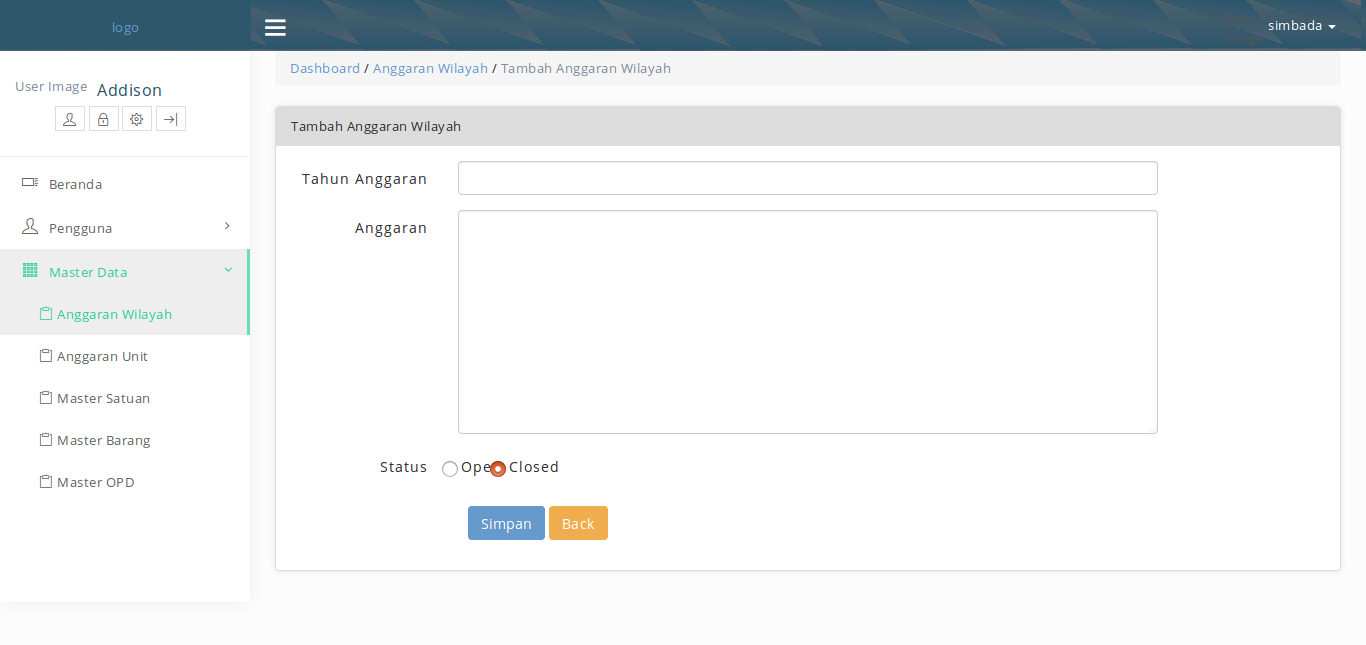 logo
simbada
User Image Addison
Dashboard / Anggaran Wilayah / Tambah Anggaran Wilayah
Tambah Anggaran Wilayah
Beranda
Pengguna
Master Data
Anggaran Wilayah
Anggaran Unit
Master Satuan
Master Barang
Master OPD
Tahun Anggaran
Anggaran
Status Ope Closed
Simpan Back